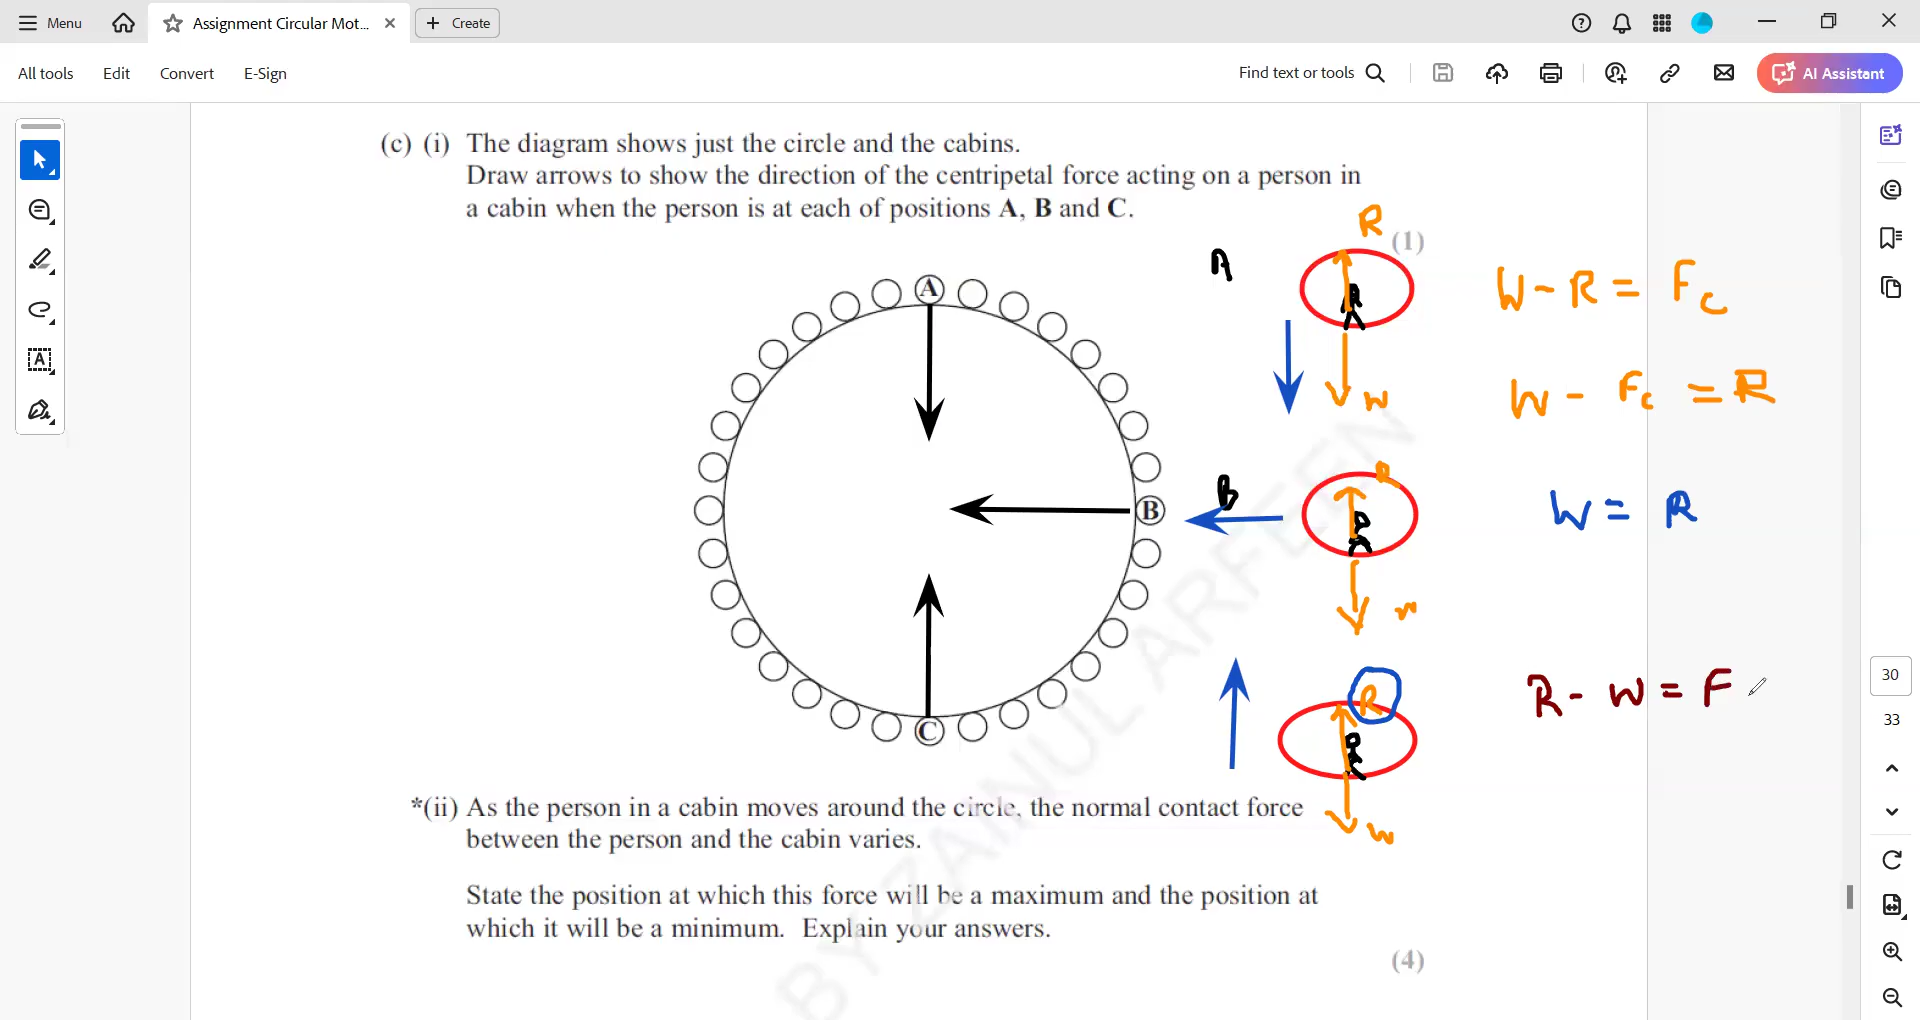 Menu
Assignment Circular Mot...
Create
All tools
Edit
Convert
E-Sign
Find text or tools
AI Assistant
(c) (i) The diagram shows just the circle and the cabins.
Draw arrows to show the direction of the centripetal force acting on a person in
a cabin when the person is at each of positions A, B and C.
(1)
A
R
W
W - R = Fc
W - Fc = R
A
B
C
B
R
W = R
R
W
R - W = F
*(ii) As the person in a cabin moves around the circle, the normal contact force
between the person and the cabin varies.
State the position at which this force will be a maximum and the position at
which it will be a minimum. Explain your answers.
(4)
BY ZAINUL ARFEEN
30
33